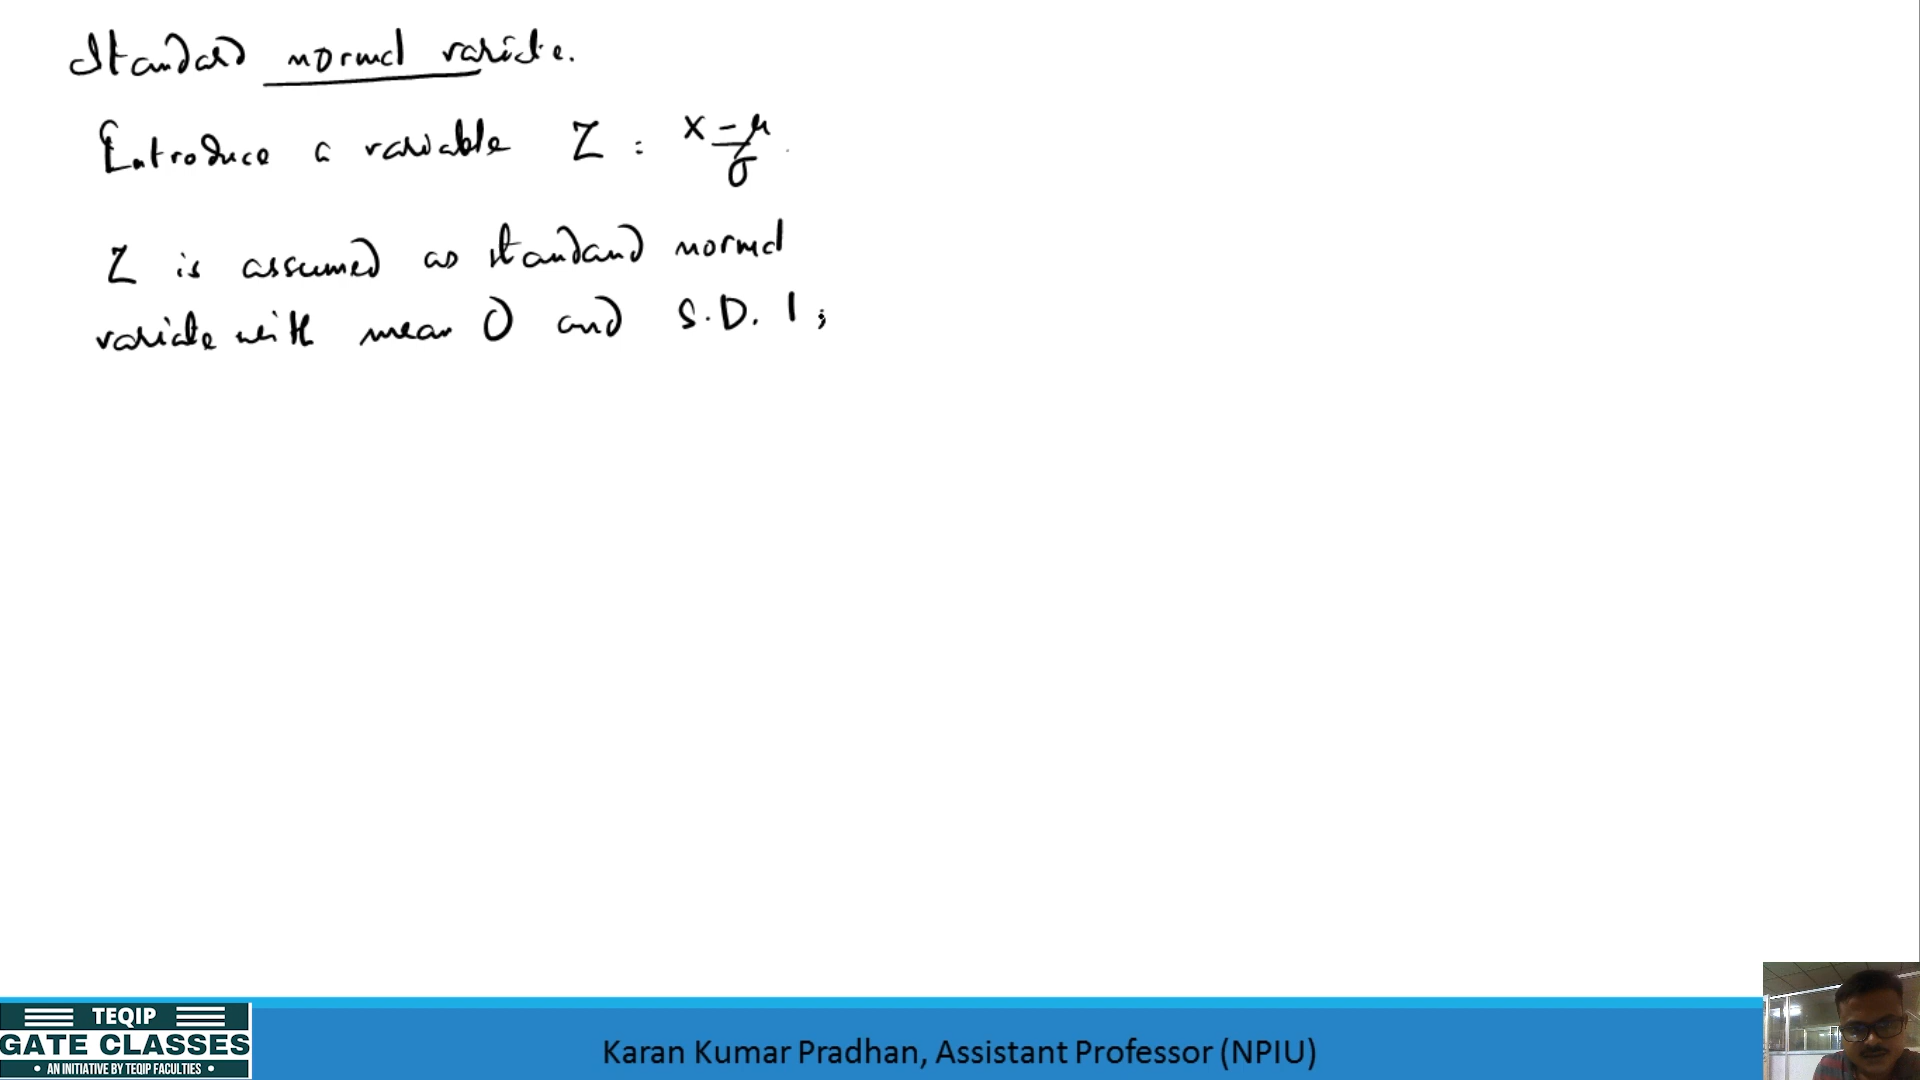 Standard normal variate.
Introduce a variable Z = x - μ / σ
Z is assumed as standard normal
variate with mean 0 and S.D. 1;
TEQIP
GATE CLASSES
• AN INITIATIVE BY TEQIP FACULTIES •
Karan Kumar Pradhan, Assistant Professor (NPIU)